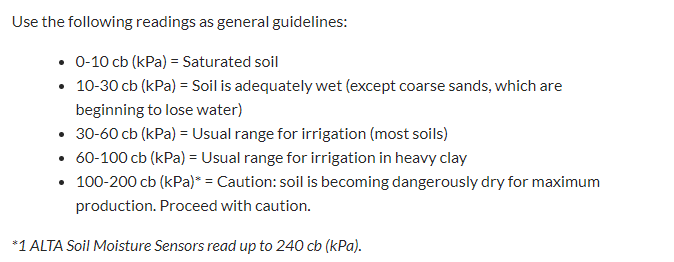 Use the following readings as general guidelines:
• 0-10 cb (kPa) = Saturated soil
• 10-30 cb (kPa) = Soil is adequately wet (except coarse sands, which are
beginning to lose water)
• 30-60 cb (kPa) = Usual range for irrigation (most soils)
• 60-100 cb (kPa) = Usual range for irrigation in heavy clay
• 100-200 cb (kPa)* = Caution: soil is becoming dangerously dry for maximum
production. Proceed with caution.
*1 ALTA Soil Moisture Sensors read up to 240 cb (kPa).